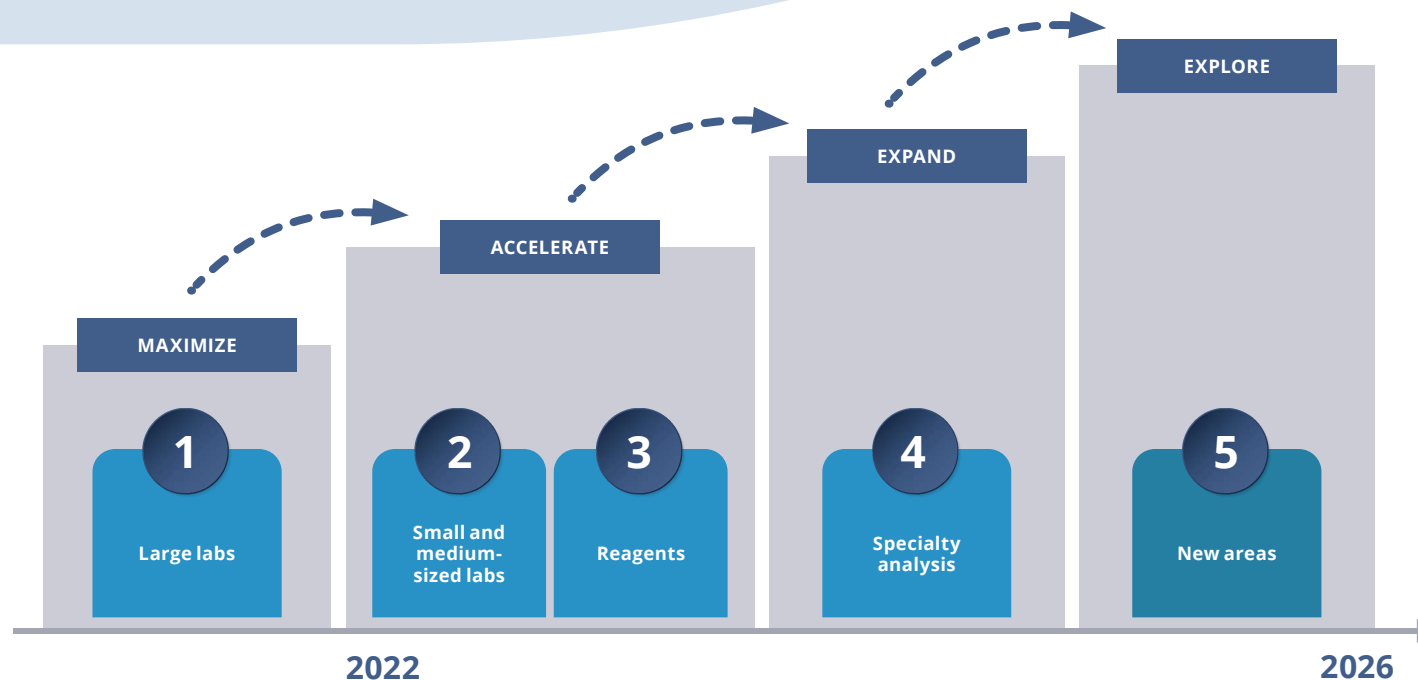 EXPLORE
EXPAND
ACCELERATE
MAXIMIZE
1
Large labs
2
Small and
medium-
sized labs
3
Reagents
4
Specialty
analysis
5
New areas
2022
2026